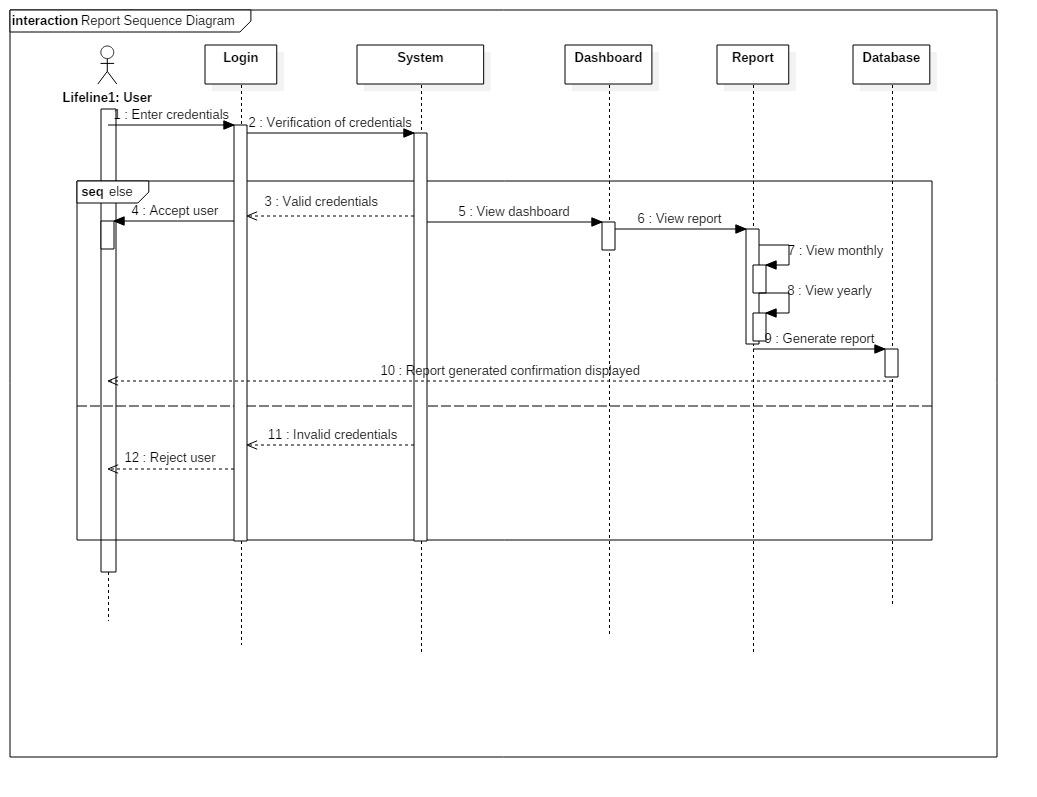 interaction Report Sequence Diagram
Login
System
Dashboard
Report
Database
Lifeline1: User
1 : Enter credentials
2 : Verification of credentials
seq else
3 : Valid credentials
4 : Accept user
5 : View dashboard
6 : View report
7 : View monthly
8 : View yearly
9 : Generate report
10 : Report generated confirmation displayed
11 : Invalid credentials
12 : Reject user